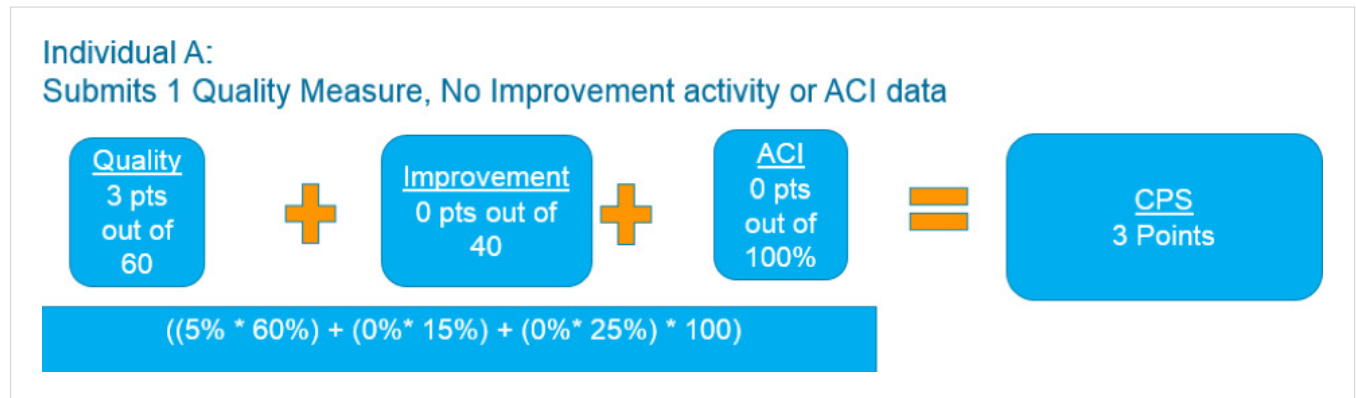 Individual A:
Submits 1 Quality Measure, No Improvement activity or ACI data
Quality
3 pts
out of
60
Improvement
0 pts out of
40
ACI
0 pts
out of
100%
CPS
3 Points
((5% * 60%) + (0%* 15%) + (0%* 25%) * 100)